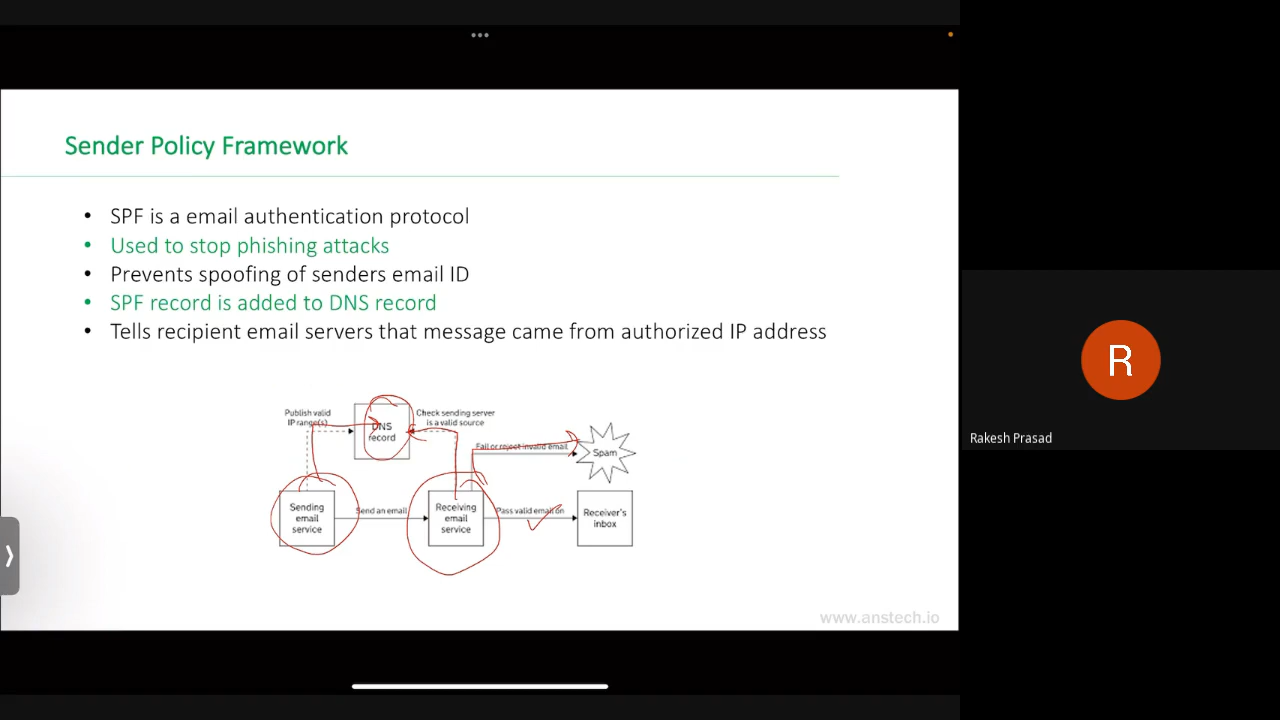 Sender Policy Framework
• SPF is a email authentication protocol
• Used to stop phishing attacks
• Prevents spoofing of senders email ID
• SPF record is added to DNS record
• Tells recipient email servers that message came from authorized IP address
Publish valid
IP range(s)
DNS
record
Check sending server
is a valid source
Fail or reject invalid email
Spam
Sending
email
service
Send an email
Receiving
email
service
Pass valid email on
Receiver's
inbox
www.anstech.io
R
Rakesh Prasad